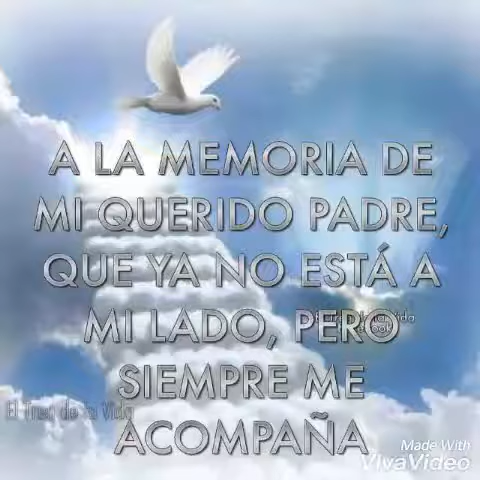 A LA MEMORIA DE
MI QUERIDO PADRE,
QUE YA NO ESTÁ A
MI LADO, PERO
SIEMPRE ME
El Tren de la Vida
ACOMPAÑA
Made With
VivaVideo